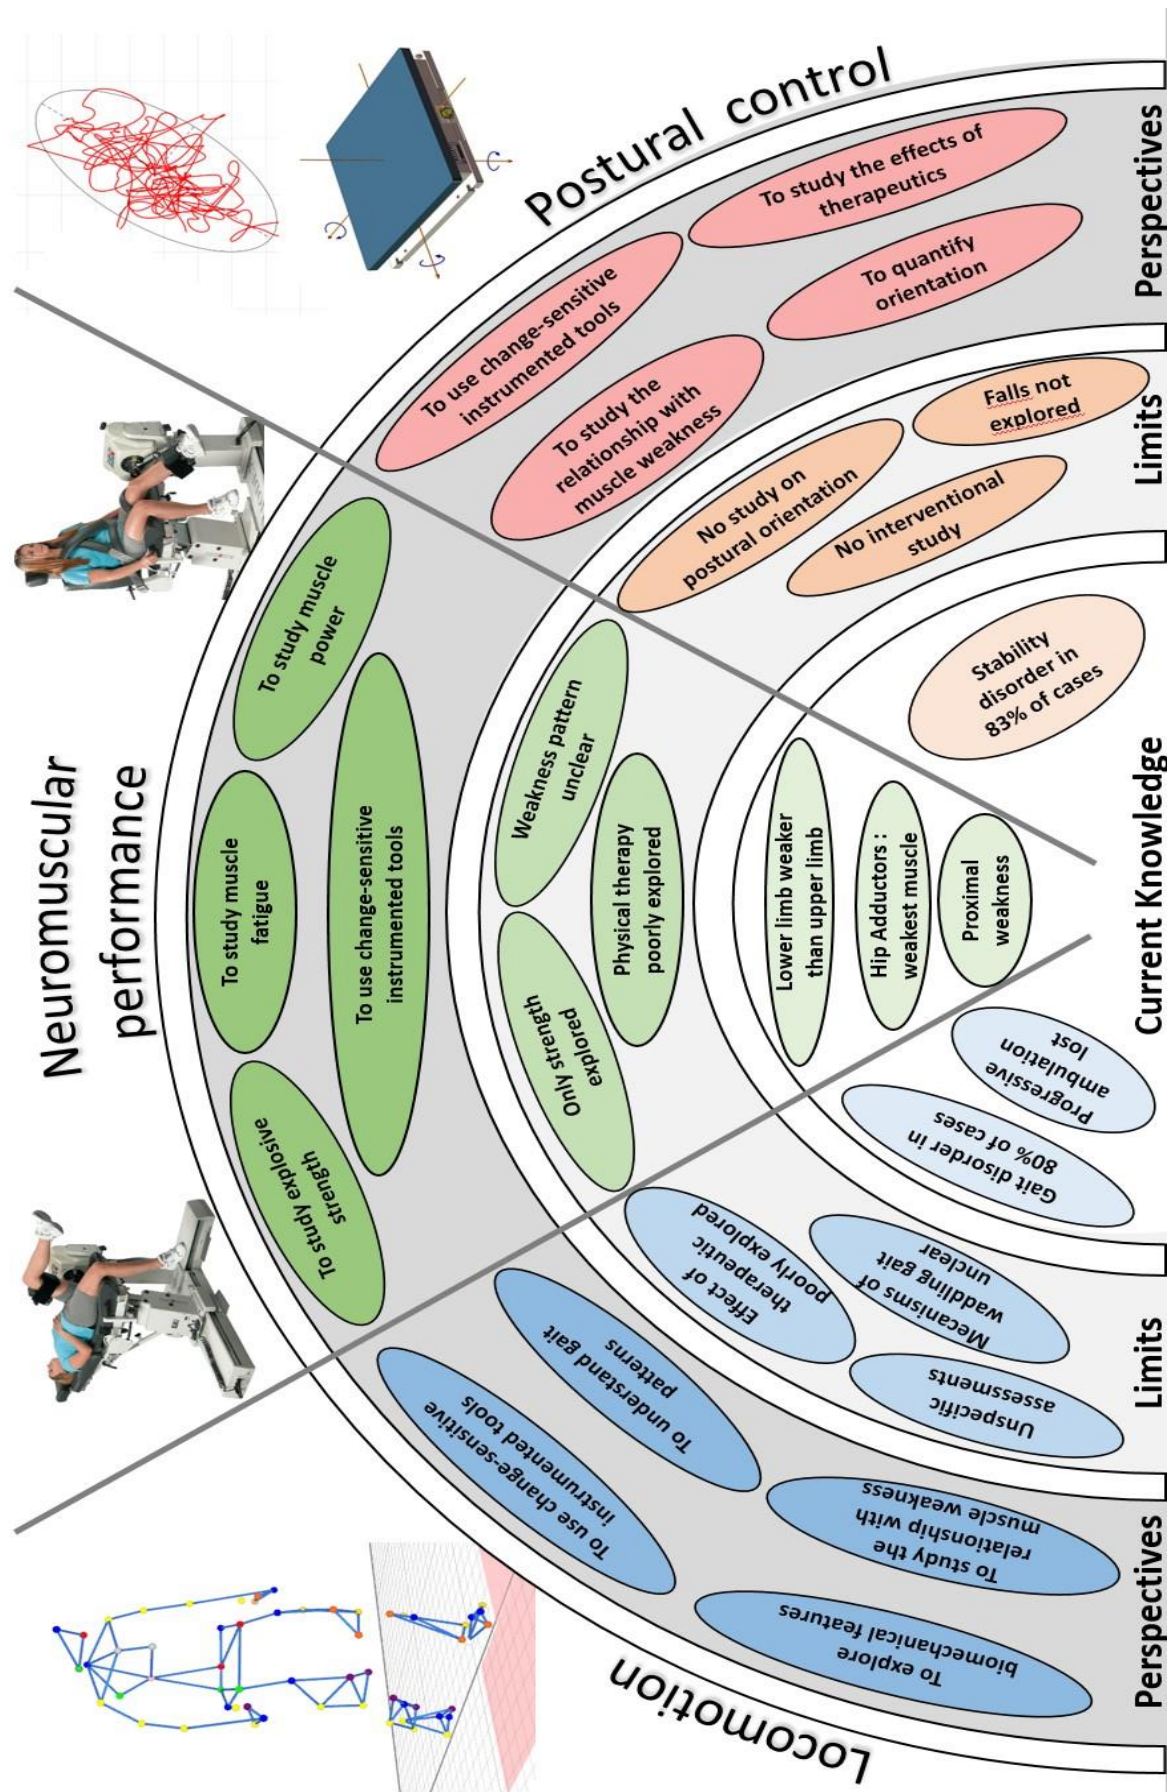 Neuromuscular
performance
Locomotion
Postural control
To study explosive
strength
To study muscle
fatigue
To study muscle
power
To use change-sensitive
instrumented tools
Only strength
explored
Weakness pattern
unclear
Physical therapy
poorly explored
Lower limb weaker
than upper limb
Hip Adductors :
weakest muscle
Proximal
weakness
To use change-sensitive
instrumented tools
To understand gait
patterns
To explore
biomechanical features
To study the
relationship with
muscle weakness
Effect of
therapeutic
poorly explored
Mecanisms of
waddling gait
unclear
Unspecific
assessments
Gait disorder in
80% of cases
Progressive
ambulation
lost
To use change-sensitive
instrumented tools
To study the
relationship with
muscle weakness
To study the effects of
therapeutics
To quantify
orientation
No study on
postural orientation
No interventional
study
Falls not
explored
Stability
disorder in
83% of cases
Perspectives
Limits
Current Knowledge
Limits
Perspectives